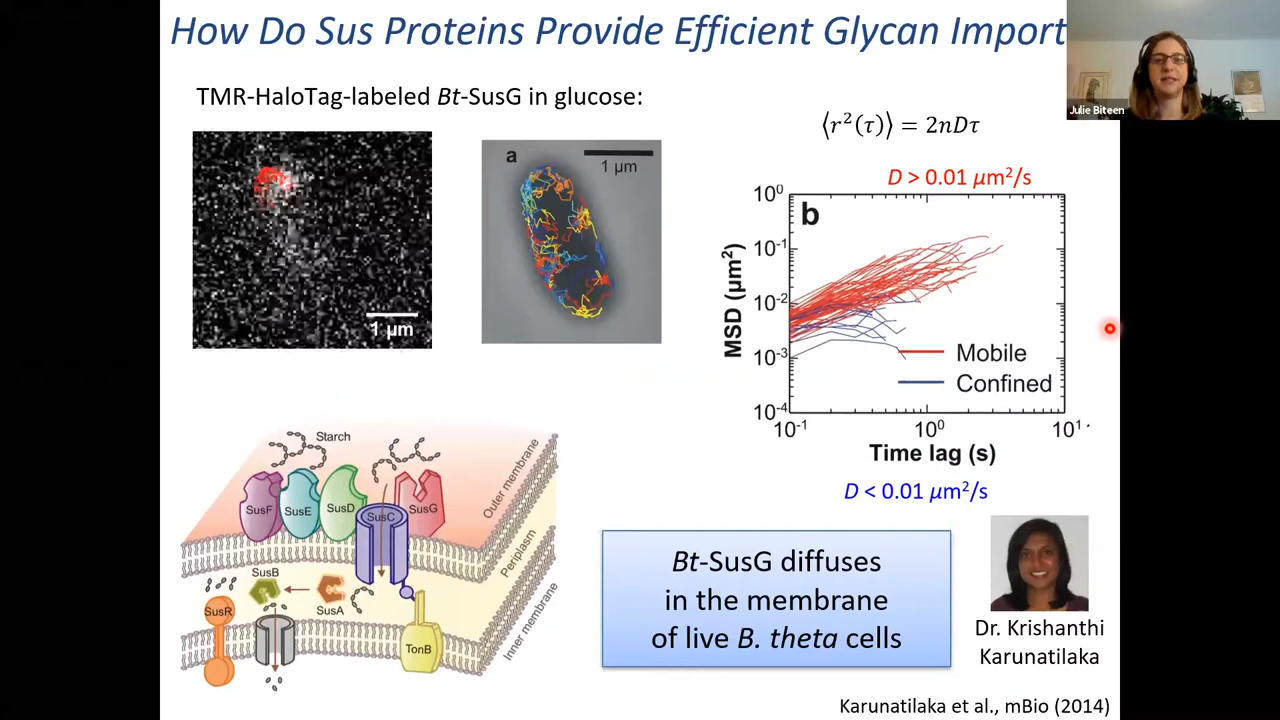 How Do Sus Proteins Provide Efficient Glycan Import
Julie Biteen
TMR-HaloTag-labeled Bt-SusG in glucose:
1 μm
a
1 μm
⟨r²(τ)⟩ = 2nDτ
D > 0.01 μm²/s
b
10⁰
10⁻¹
10⁻²
10⁻³
10⁻⁴
MSD (μm²)
Mobile
Confined
10⁻¹ 10⁰ 10¹
Time lag (s)
D < 0.01 μm²/s
Starch
Outer membrane
SusF
SusE
SusD
SusC
SusG
Periplasm
SusB
SusA
SusR
TonB
Inner membrane
Bt-SusG diffuses
in the membrane
of live B. theta cells
Dr. Krishanthi
Karunatilaka
Karunatilaka et al., mBio (2014)